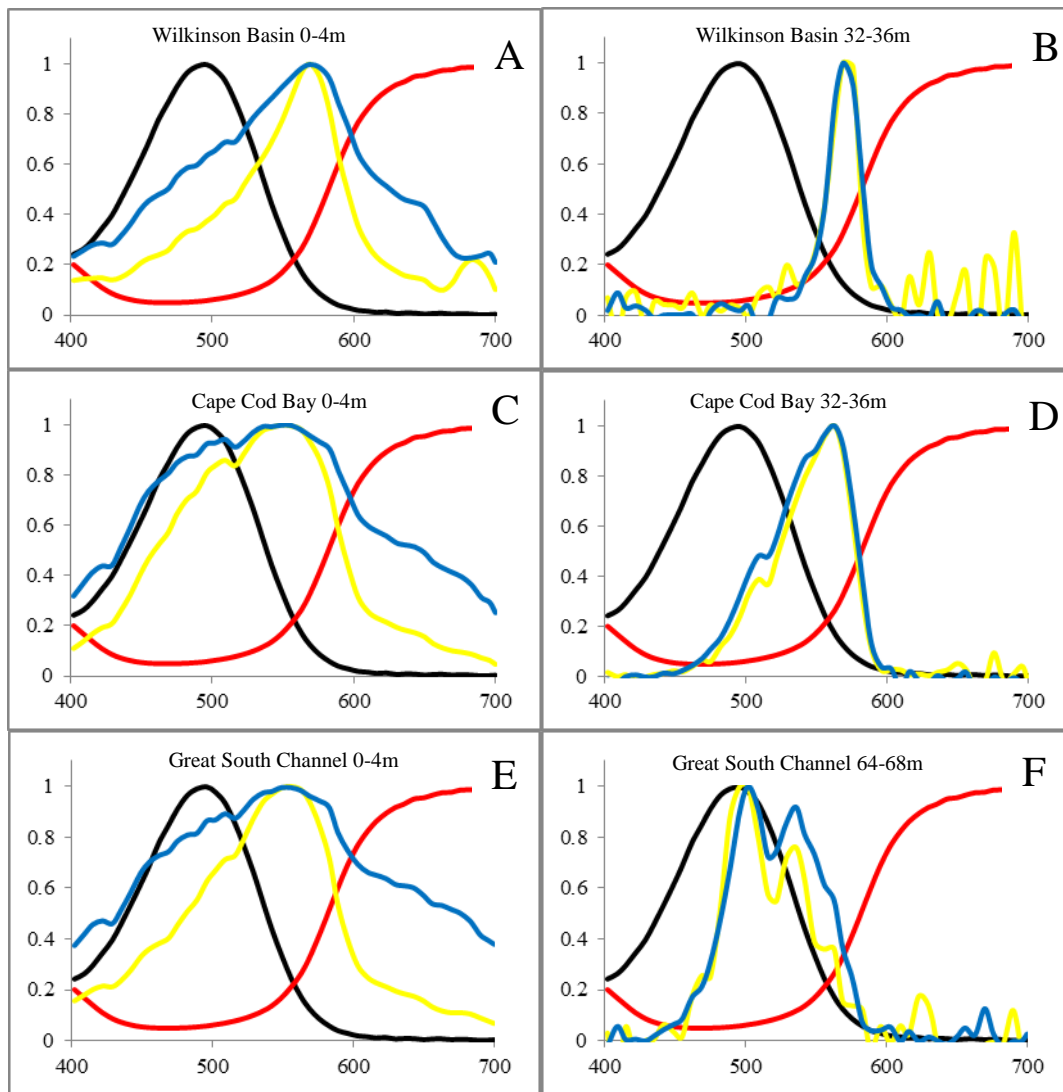 Wilkinson Basin 0-4m
A
1
0.8
0.6
0.4
0.2
0
400 500 600 700
Wilkinson Basin 32-36m
B
1
0.8
0.6
0.4
0.2
0
400 500 600 700
Cape Cod Bay 0-4m
C
1
0.8
0.6
0.4
0.2
0
400 500 600 700
Cape Cod Bay 32-36m
D
1
0.8
0.6
0.4
0.2
0
400 500 600 700
Great South Channel 0-4m
E
1
0.8
0.6
0.4
0.2
0
400 500 600 700
Great South Channel 64-68m
F
1
0.8
0.6
0.4
0.2
0
400 500 600 700